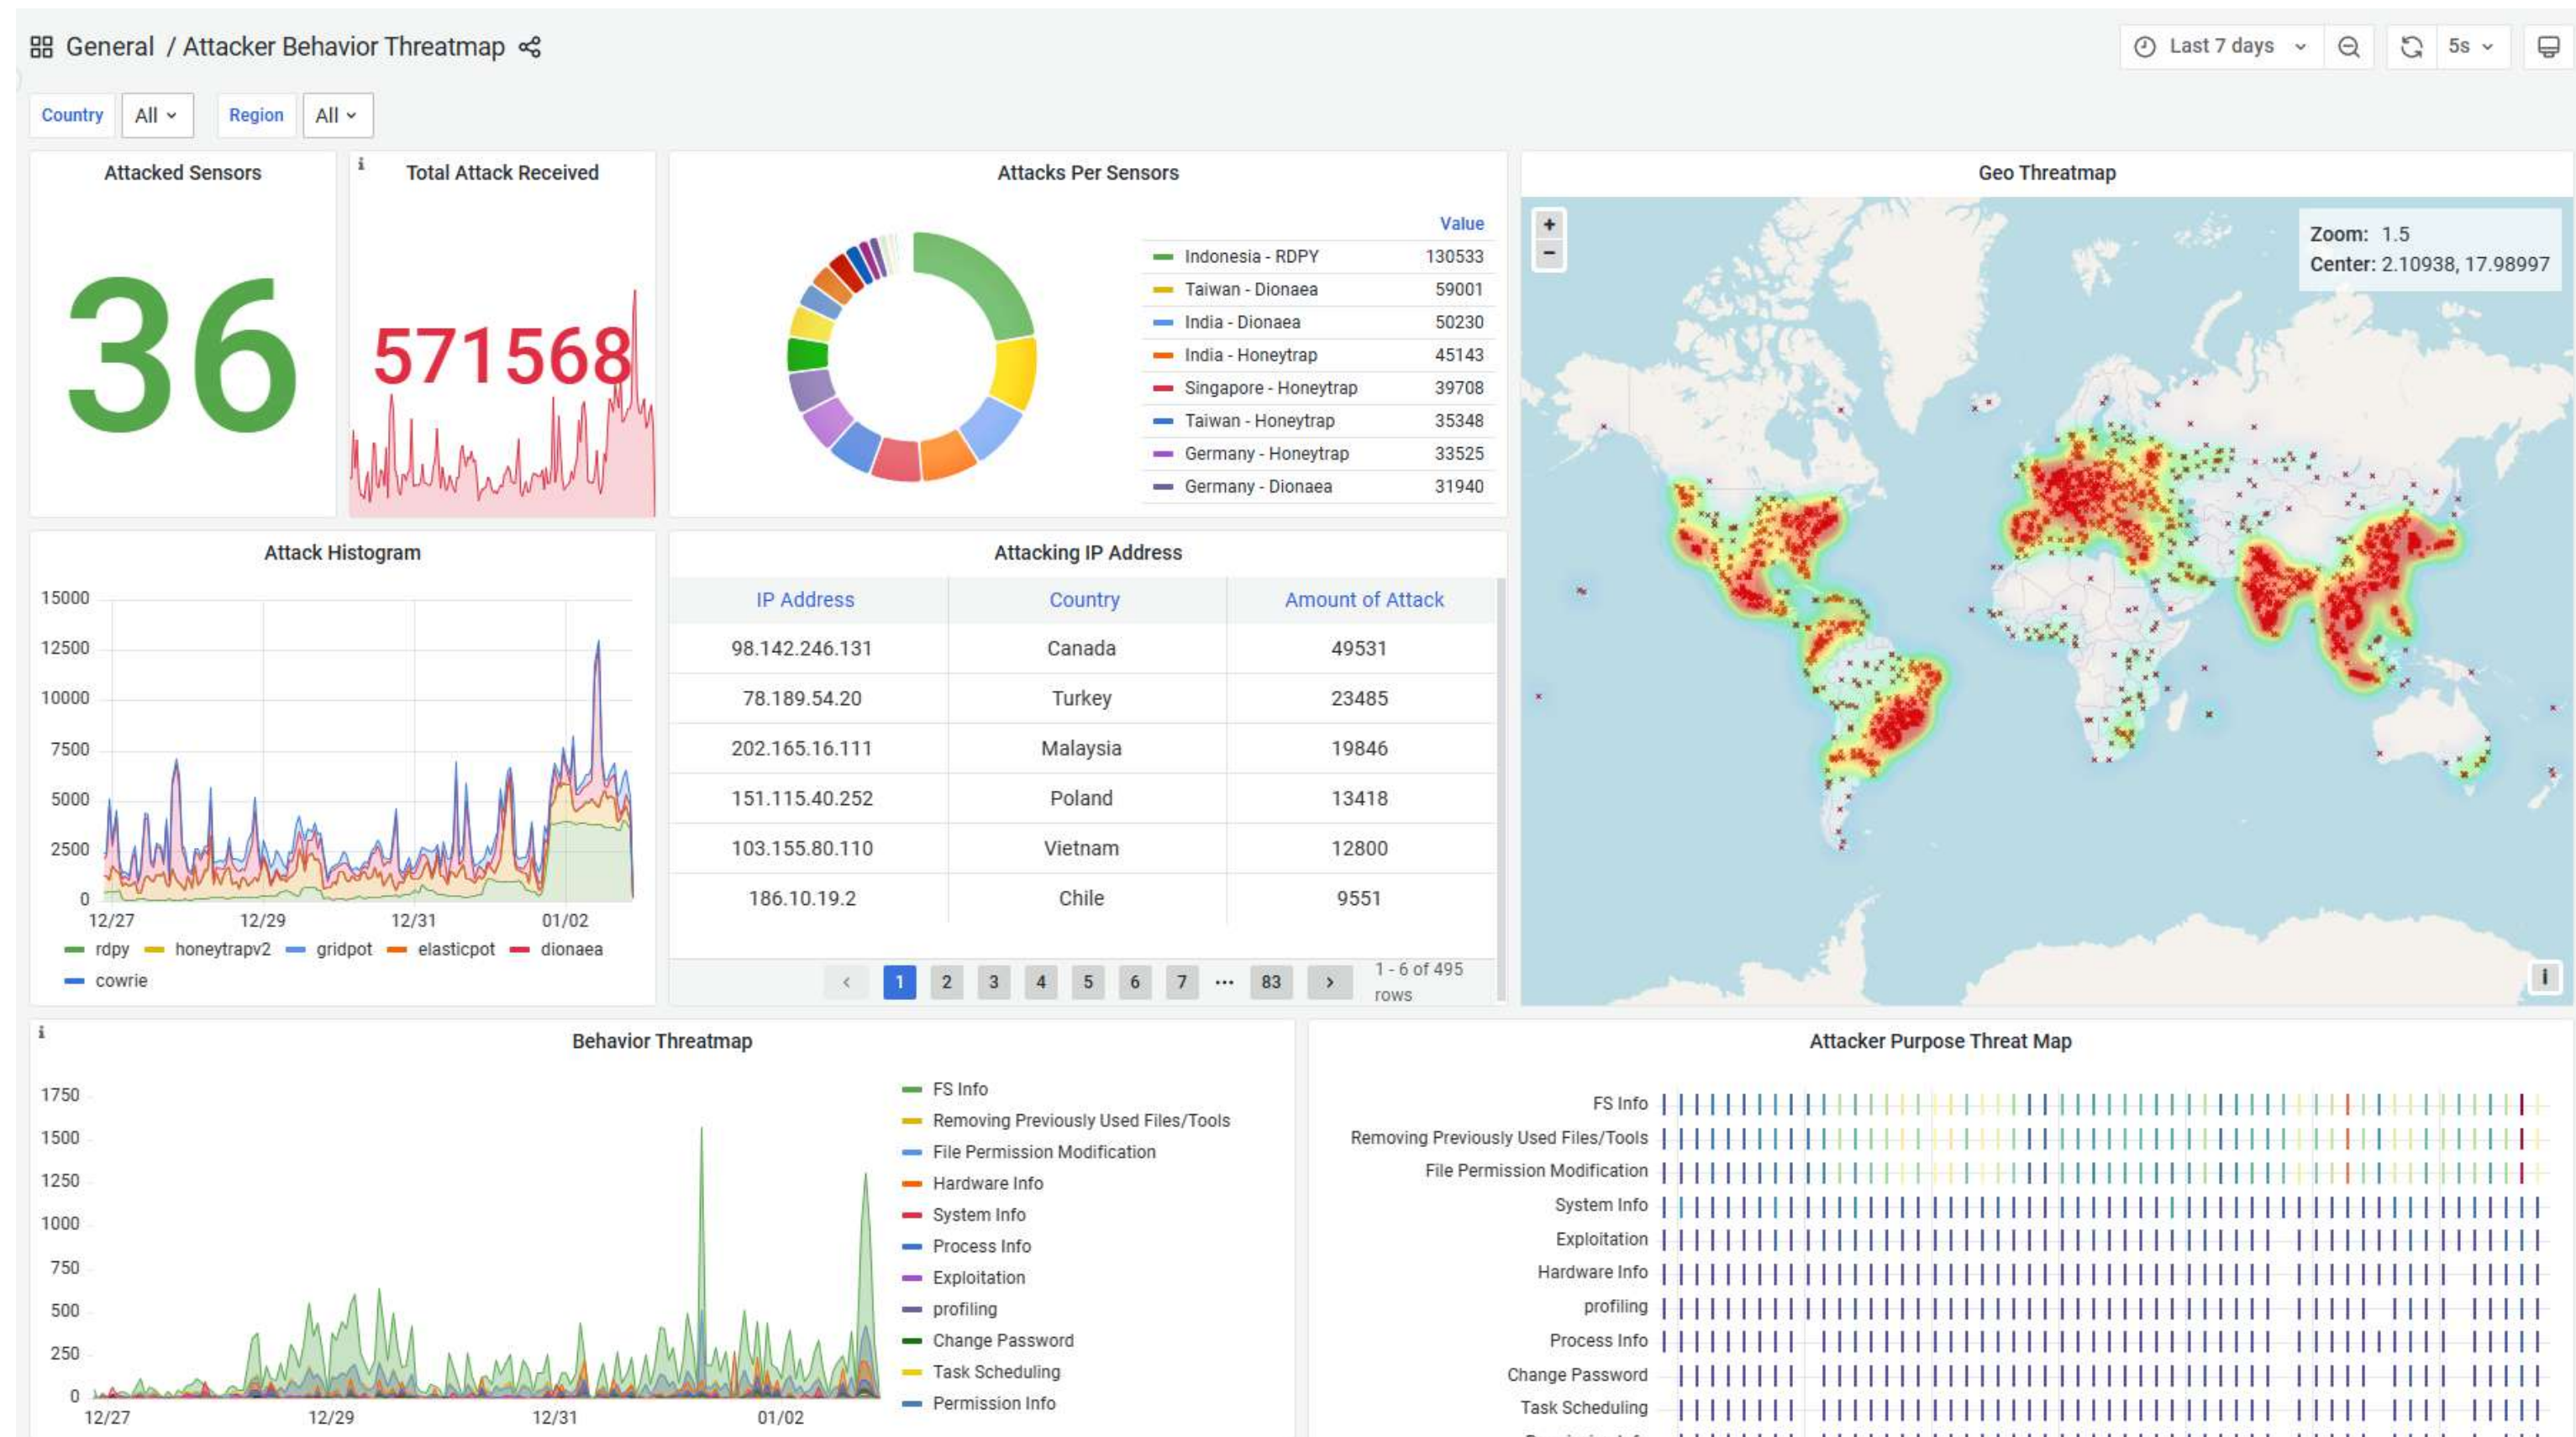 General / Attacker Behavior Threatmap
Last 7 days
5s
Country All Region All
Attacked Sensors
36
i Total Attack Received
571568
Attacks Per Sensors
Value
Indonesia - RDPY 130533
Taiwan - Dionaea 59001
India - Dionaea 50230
India - Honeytrap 45143
Singapore - Honeytrap 39708
Taiwan - Honeytrap 35348
Germany - Honeytrap 33525
Germany - Dionaea 31940
Geo Threatmap
+
−
Zoom: 1.5
Center: 2.10938, 17.98997
i
Attack Histogram
15000
12500
10000
7500
5000
2500
0
12/27 12/29 12/31 01/02
rdpy honeytrapv2 gridpot elasticpot dionaea
cowrie
Attacking IP Address
IP Address Country Amount of Attack
98.142.246.131 Canada 49531
78.189.54.20 Turkey 23485
202.165.16.111 Malaysia 19846
151.115.40.252 Poland 13418
103.155.80.110 Vietnam 12800
186.10.19.2 Chile 9551
< 1 2 3 4 5 6 7 ... 83 >
1 - 6 of 495
rows
i Behavior Threatmap
1750
1500
1250
1000
750
500
250
0
12/27 12/29 12/31 01/02
FS Info
Removing Previously Used Files/Tools
File Permission Modification
Hardware Info
System Info
Process Info
Exploitation
profiling
Change Password
Task Scheduling
Permission Info
Attacker Purpose Threat Map
FS Info
Removing Previously Used Files/Tools
File Permission Modification
System Info
Exploitation
Hardware Info
profiling
Process Info
Change Password
Task Scheduling